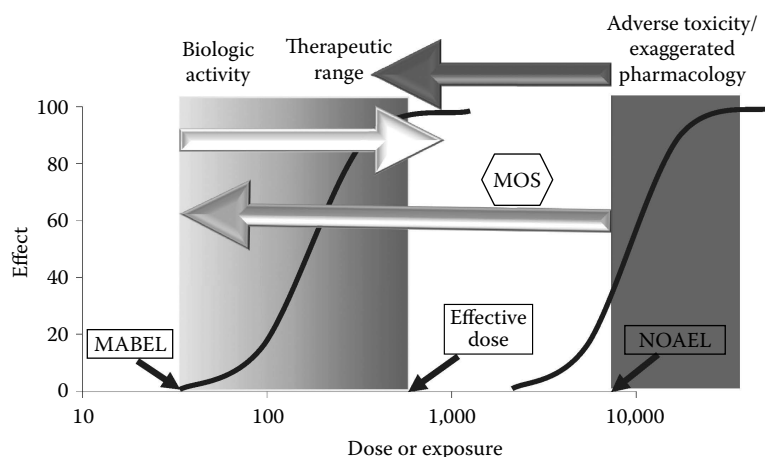 Adverse toxicity/
exaggerated
pharmacology
Biologic
activity
Therapeutic
range
100
80
60
40
20
0
Effect
MOS
MABEL
Effective
dose
NOAEL
10
100
1,000
10,000
Dose or exposure